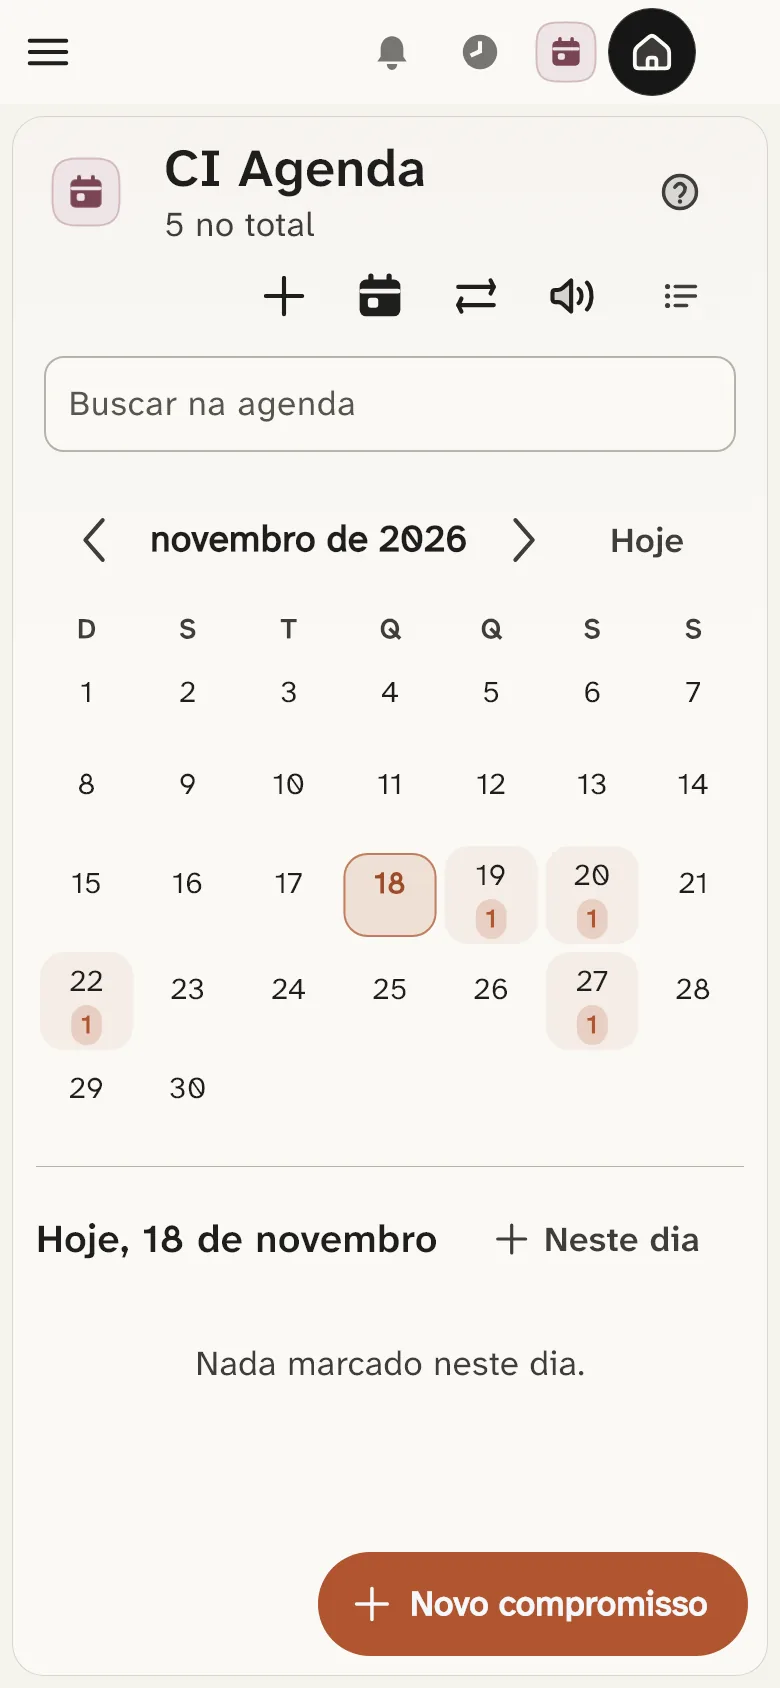 CI Agenda
5 no total
Buscar na agenda
novembro de 2026
Hoje
D S T Q Q S S
1 2 3 4 5 6 7
8 9 10 11 12 13 14
15 16 17 18 19 20 21
1 1
22 23 24 25 26 27 28
1 1
29 30
Hoje, 18 de novembro
Neste dia
Nada marcado neste dia.
Novo compromisso